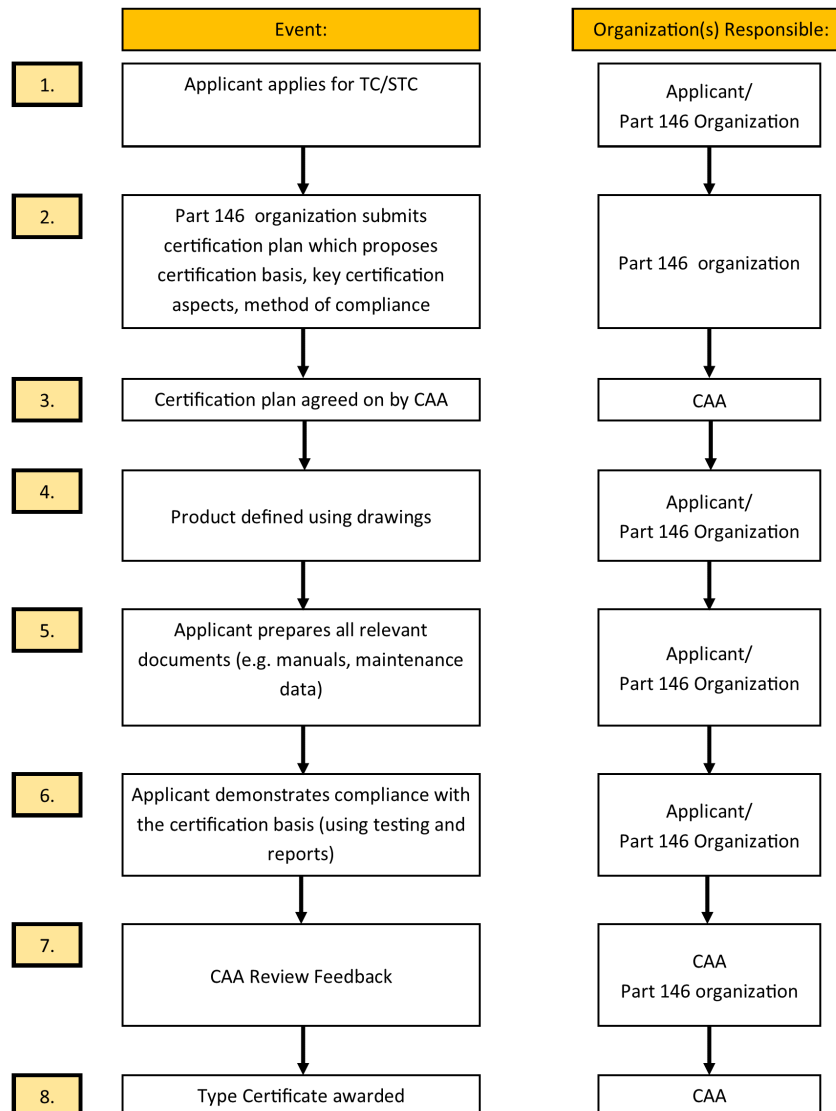 Event:
Organization(s) Responsible:
1.
Applicant applies for TC/STC
Applicant/
Part 146 Organization
2.
Part 146 organization submits
certification plan which proposes
certification basis, key certification
aspects, method of compliance
Part 146 organization
3.
Certification plan agreed on by CAA
CAA
4.
Product defined using drawings
Applicant/
Part 146 Organization
5.
Applicant prepares all relevant
documents (e.g. manuals, maintenance
data)
Applicant/
Part 146 Organization
6.
Applicant demonstrates compliance with
the certification basis (using testing and
reports)
Applicant/
Part 146 Organization
7.
CAA Review Feedback
CAA
Part 146 organization
8.
Type Certificate awarded
CAA